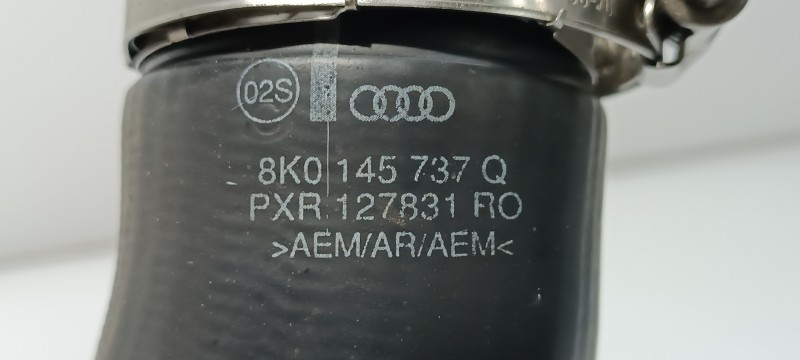 02S
8K0 145 737 Q
PXR 127831 RO
>AEM/AR/AEM<